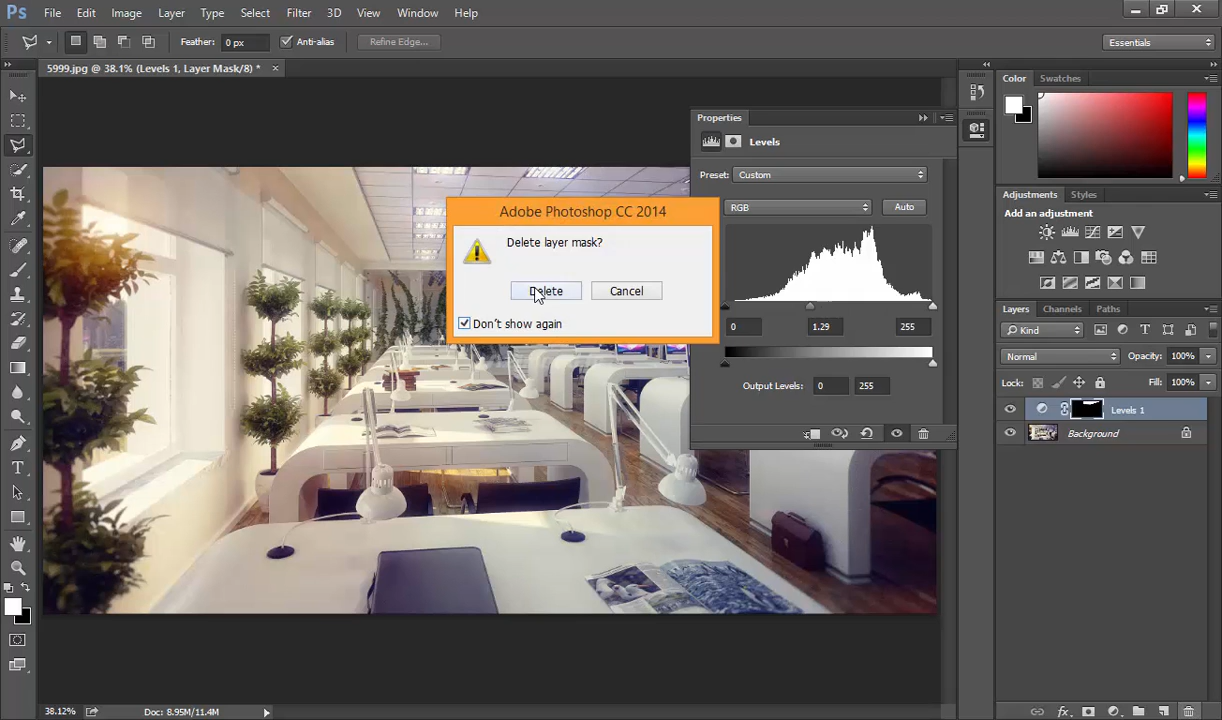 Ps File Edit Image Layer Type Select Filter 3D View Window Help
Feather: 0 px Anti-alias Refine Edge... Essentials
5999.jpg @ 38.1% (Levels 1, Layer Mask/8) *
Color Swatches
Properties
Levels
Preset: Custom
RGB Auto
0 1.29 255
Output Levels: 0 255
Adobe Photoshop CC 2014
Delete layer mask?
Delete Cancel
Don't show again
Adjustments Styles
Add an adjustment
Layers Channels Paths
Kind
Normal Opacity: 100%
Lock: Fill: 100%
Levels 1
Background
38.12% Doc: 8.95M/11.4M